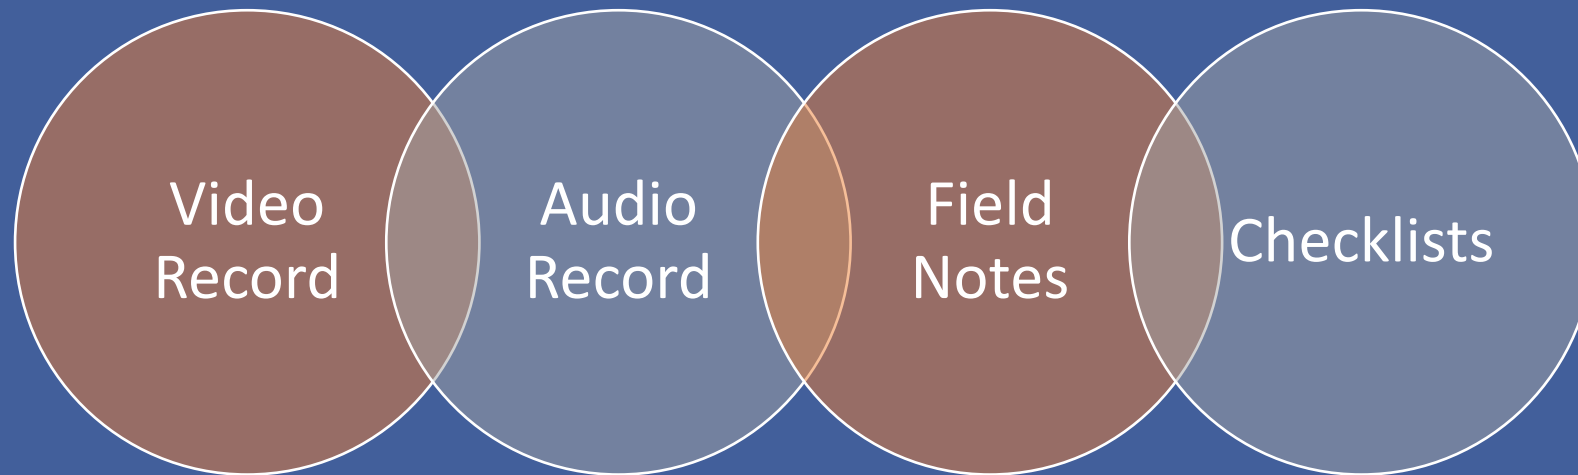 Video
Record
Audio
Record
Field
Notes
Checklists